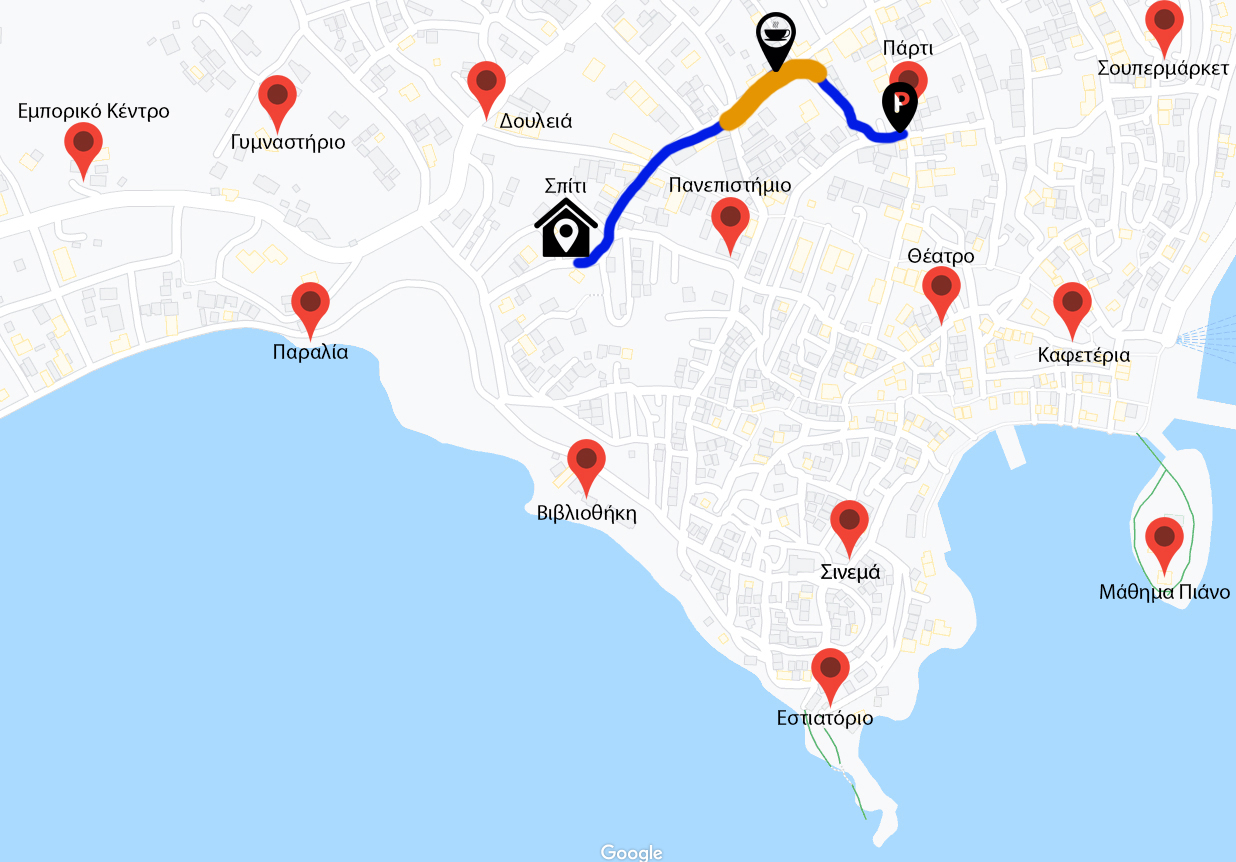 Πάρτι
Σουπερμάρκετ
Εμπορικό Κέντρο
Γυμναστήριο
Δουλειά
P
Σπίτι
Πανεπιστήμιο
Θέατρο
Παραλία
Καφετέρια
Βιβλιοθήκη
Σινεμά
Μάθημα Πιάνο
Εστιατόριο
Google